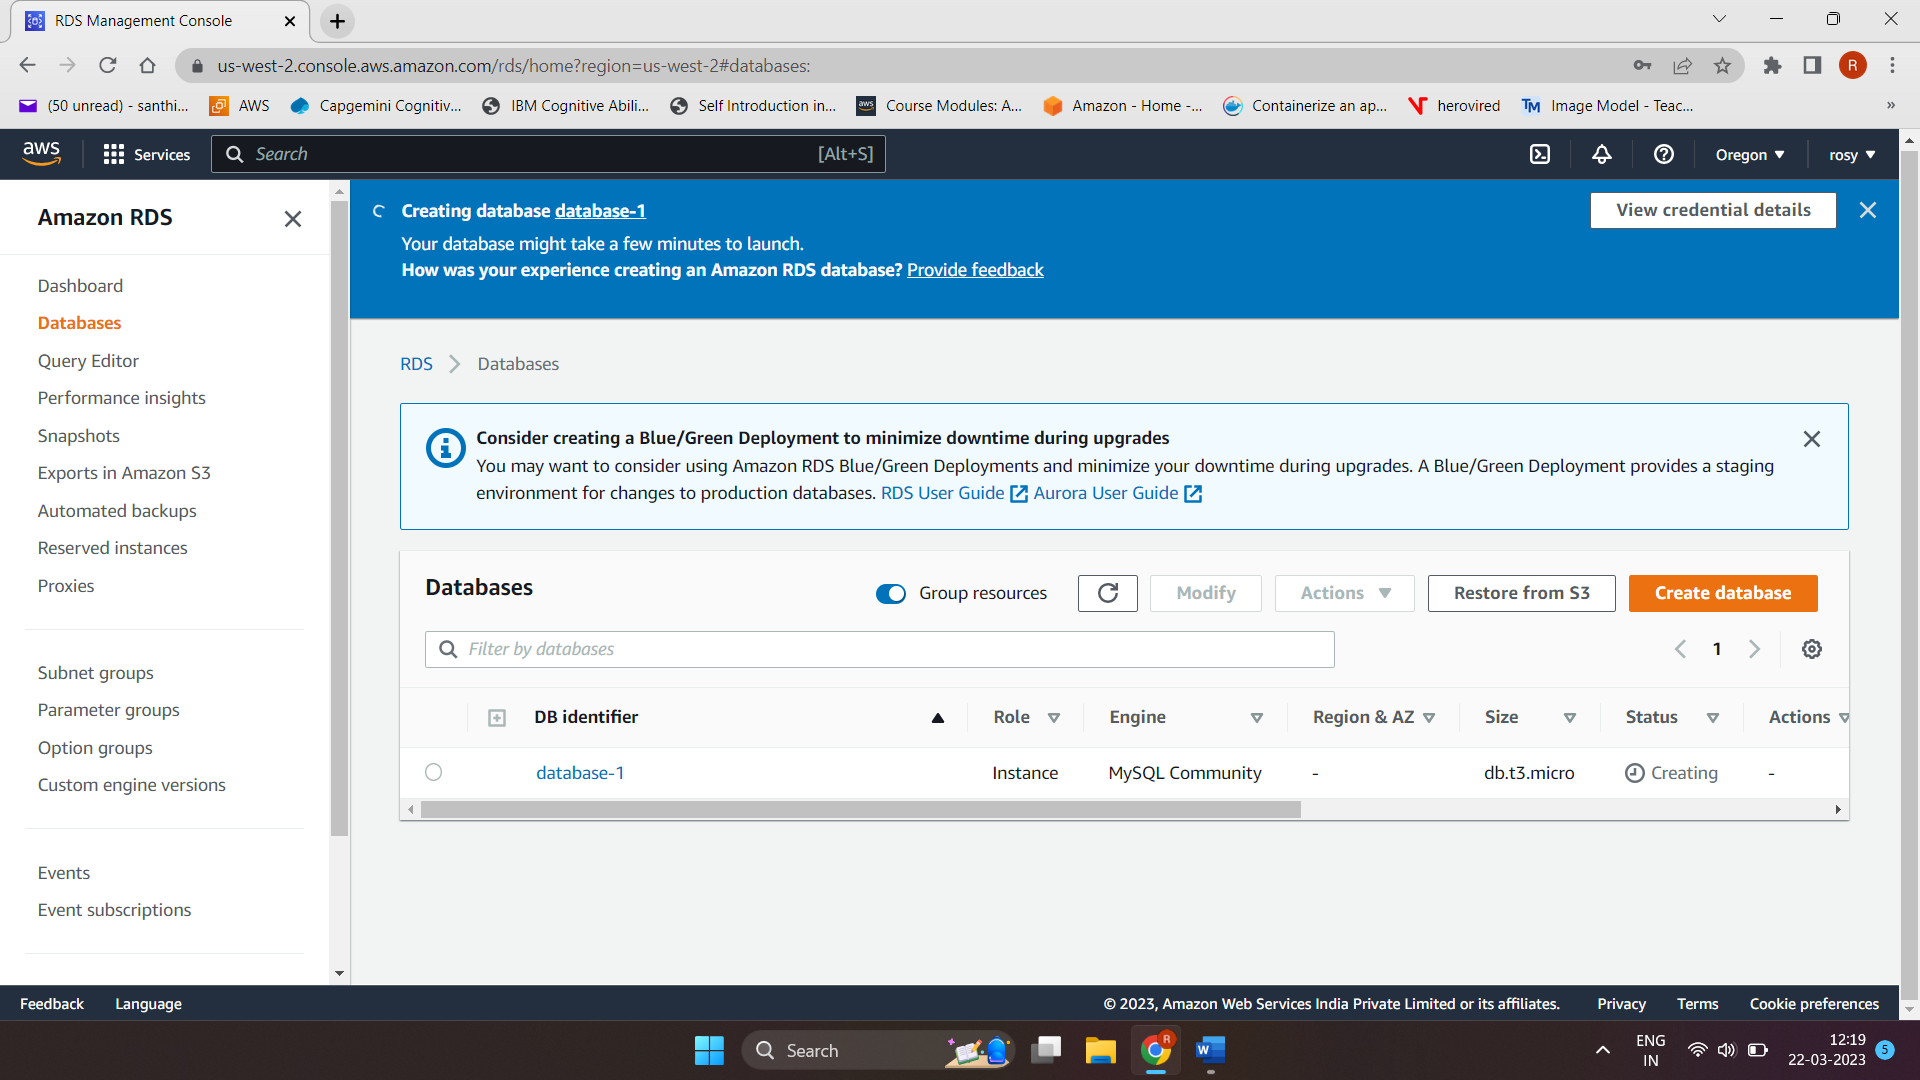 RDS Management Console
us-west-2.console.aws.amazon.com/rds/home?region=us-west-2#databases:
R
(50 unread) - santhi...
AWS
Capgemini Cognitiv...
IBM Cognitive Abili...
Self Introduction in...
aws
Course Modules: A...
Amazon - Home -...
Containerize an ap...
herovired
TM
Image Model - Teac...
»
aws
Services
Search
[Alt+S]
Oregon
rosy
Amazon RDS
Dashboard
Databases
Query Editor
Performance insights
Snapshots
Exports in Amazon S3
Automated backups
Reserved instances
Proxies
Subnet groups
Parameter groups
Option groups
Custom engine versions
Events
Event subscriptions
Creating database database-1
View credential details
Your database might take a few minutes to launch.
How was your experience creating an Amazon RDS database? Provide feedback
RDS
Databases
Consider creating a Blue/Green Deployment to minimize downtime during upgrades
You may want to consider using Amazon RDS Blue/Green Deployments and minimize your downtime during upgrades. A Blue/Green Deployment provides a staging
environment for changes to production databases. RDS User Guide Aurora User Guide
Databases
Group resources
Modify
Actions
Restore from S3
Create database
Filter by databases
1
DB identifier
Role
Engine
Region & AZ
Size
Status
Actions
database-1
Instance
MySQL Community
-
db.t3.micro
Creating
-
Feedback
Language
© 2023, Amazon Web Services India Private Limited or its affiliates.
Privacy
Terms
Cookie preferences
Search
R
W
ENG
IN
12:19
22-03-2023
5